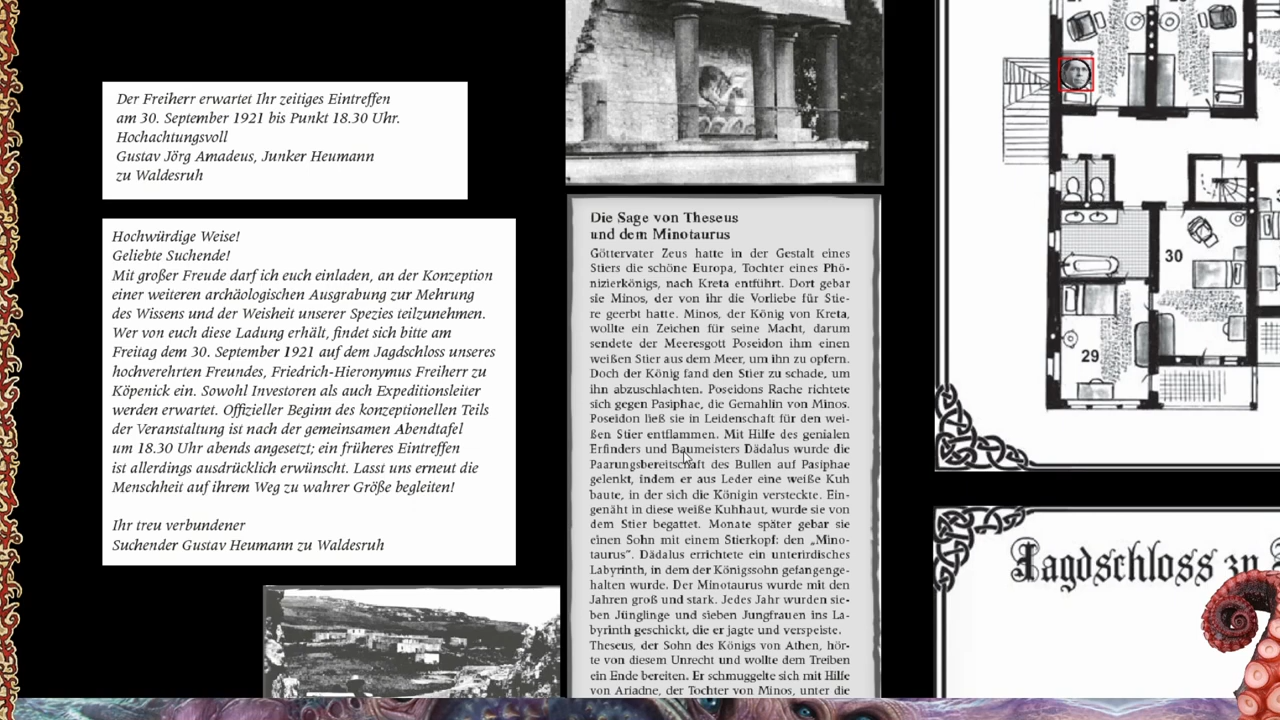 Der Freiherr erwartet Ihr zeitiges Eintreffen
am 30. September 1921 bis Punkt 18.30 Uhr.
Hochachtungsvoll
Gustav Jörg Amadeus, Junker Heumann
zu Waldesruh
Hochwürdige Weise!
Geliebte Suchende!
Mit großer Freude darf ich euch einladen, an der Konzeption
einer weiteren archäologischen Ausgrabung zur Mehrung
des Wissens und der Weisheit unserer Spezies teilzunehmen.
Wer von euch diese Ladung erhält, findet sich bitte am
Freitag dem 30. September 1921 auf dem Jagdschloss unseres
hochverehrten Freundes, Friedrich-Hieronymus Freiherr zu
Köpenick ein. Sowohl Investoren als auch Expeditionsleiter
werden erwartet. Offizieller Beginn des konzeptionellen Teils
der Veranstaltung ist nach der gemeinsamen Abendtafel
um 18.30 Uhr abends angesetzt; ein früheres Eintreffen
ist allerdings ausdrücklich erwünscht. Lasst uns erneut die
Menschheit auf ihrem Weg zu wahrer Größe begleiten!
Ihr treu verbundener
Suchender Gustav Heumann zu Waldesruh
Die Sage von Theseus
und dem Minotaurus
Göttervater Zeus hatte in der Gestalt eines
Stiers die schöne Europa, Tochter eines Phö-
nizierkönigs, nach Kreta entführt. Dort gebar
sie Minos, der von ihr die Vorliebe für Stie-
re geerbt hatte. Minos, der König von Kreta,
wollte ein Zeichen für seine Macht, darum
sendete der Meeresgott Poseidon ihm einen
weißen Stier aus dem Meer, um ihn zu opfern.
Doch der König fand den Stier zu schade, um
ihn abzuschlachten. Poseidons Rache richtete
sich gegen Pasiphae, die Gemahlin von Minos.
Poseidon ließ sie in Leidenschaft für den wei-
ßen Stier entflammen. Mit Hilfe des genialen
Erfinders und Baumeisters Dädalus wurde die
Paarungsbereitschaft des Bullen auf Pasiphae
gelenkt, indem er aus Leder eine weiße Kuh
baute, in der sich die Königin versteckte. Ein-
genäht in diese weiße Kuhhaut, wurde sie von
dem Stier begattet. Monate später gebar sie
einen Sohn mit einem Stierkopf: den „Mino-
taurus“. Dädalus errichtete ein unterirdisches
Labyrinth, in dem der Königssohn gefangenge-
halten wurde. Der Minotaurus wurde mit den
Jahren groß und stark. Jedes Jahr wurden sie-
ben Jünglinge und sieben Jungfrauen ins La-
byrinth geschickt, die er jagte und verspeiste.
Theseus, der Sohn des Königs von Athen, hör-
te von diesem Unrecht und wollte dem Treiben
ein Ende bereiten. Er schmuggelte sich mit Hilfe
von Ariadne, der Tochter von Minos, unter die
30
29
Jagdschloss zu